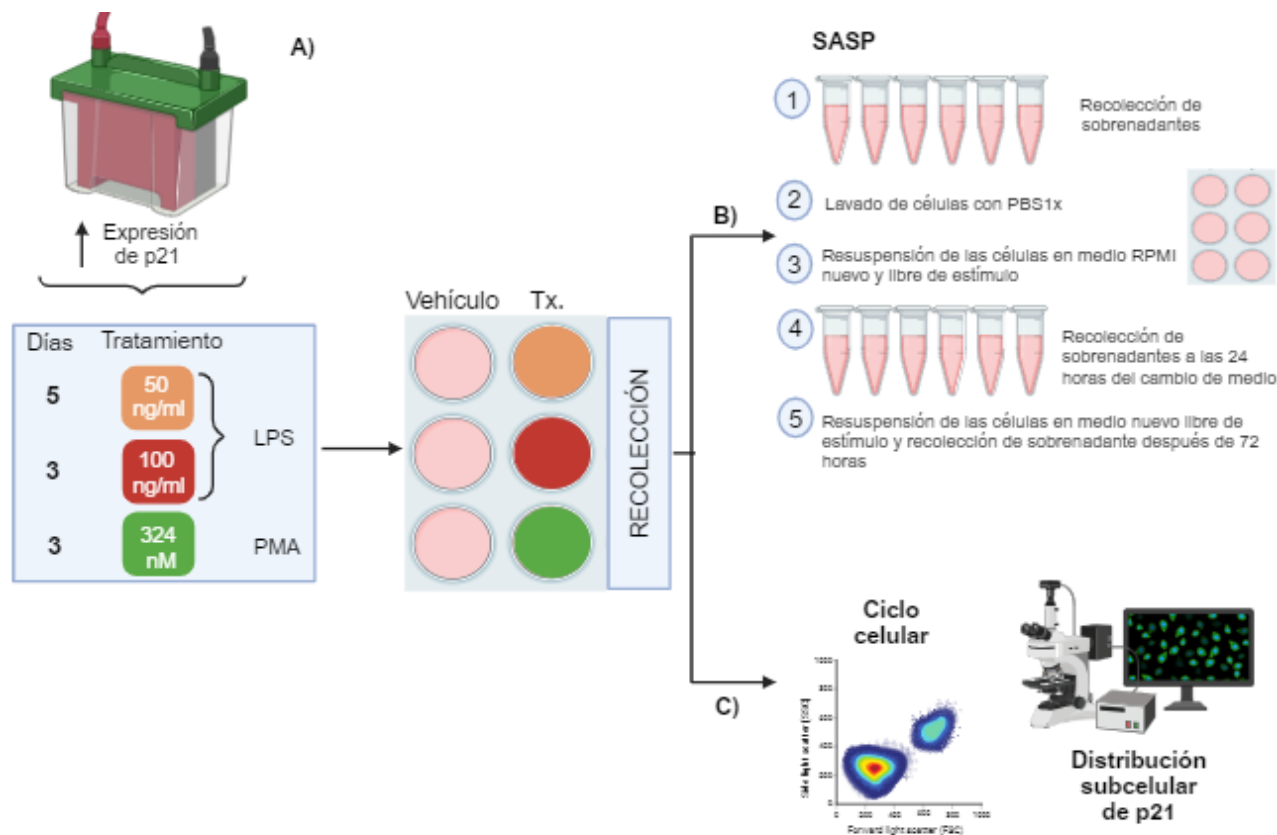 A)
Expresión
de p21
Días Tratamiento
5 50
ng/ml
3 100
ng/ml
LPS
3 324
nM
PMA
Vehículo Tx.
RECOLECCIÓN
B)
SASP
1 Recolección de
sobrenadantes
2 Lavado de células con PBS1x
3 Resuspensión de las células en medio RPMI
nuevo y libre de estímulo
4 Recolección de
sobrenadantes a las 24
horas del cambio de medio
5 Resuspensión de las células en medio nuevo libre de
estímulo y recolección de sobrenadante después de 72
horas
C)
Ciclo
celular
Side light scatter (SSC)
1000
800
600
400
200
0
0 200 400 600 800 1000
Forward light scatter (FSC)
Distribución
subcelular
de p21